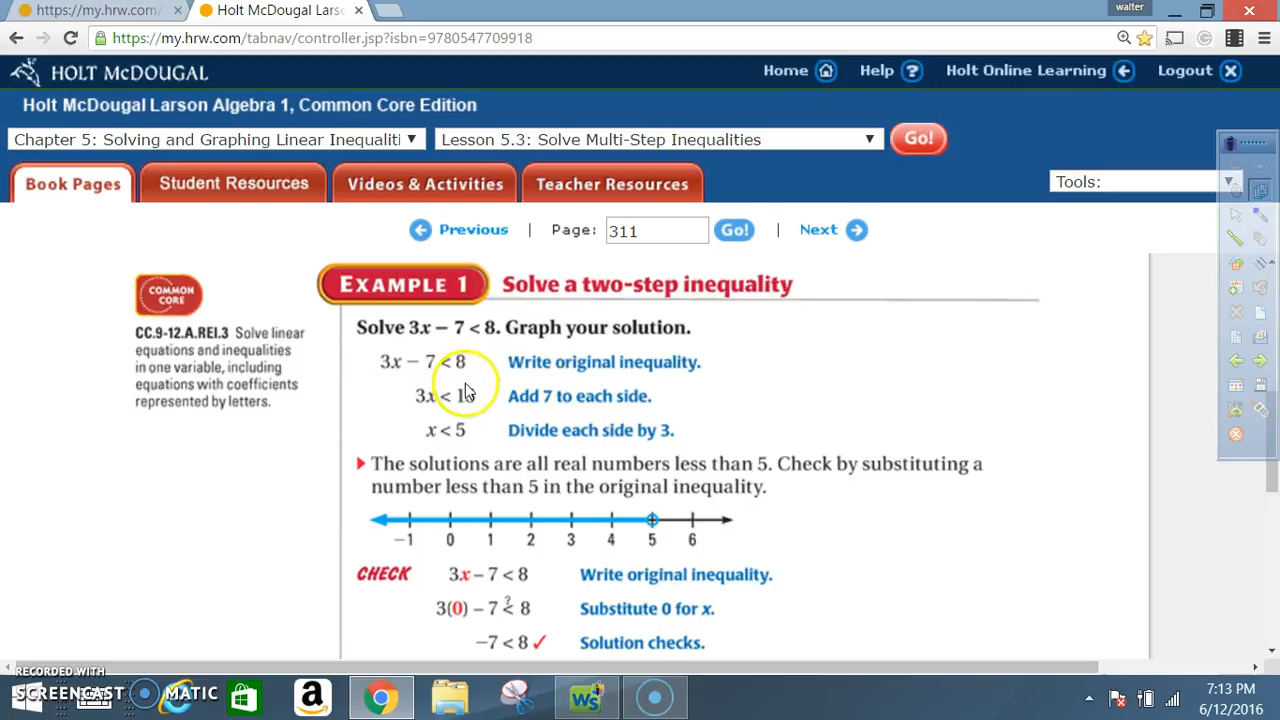 https://my.hrw.com/tabnav/
Holt McDougal Lars
walter
https://my.hrw.com/tabnav/controller.jsp?isbn=9780547709918
HOLT MCDOUGAL
Home
Help
Holt Online Learning
Logout
Holt McDougal Larson Algebra 1, Common Core Edition
Chapter 5: Solving and Graphing Linear Inequaliti
Lesson 5.3: Solve Multi-Step Inequalities
Go!
Book Pages
Student Resources
Videos & Activities
Teacher Resources
Tools:
Previous | Page: 311 Go! | Next
COMMON CORE
EXAMPLE 1 Solve a two-step inequality
CC.9-12.A.REI.3 Solve linear
equations and inequalities
in one variable, including
equations with coefficients
represented by letters.
Solve 3x − 7 < 8. Graph your solution.
3x − 7 < 8 Write original inequality.
3x < 15 Add 7 to each side.
x < 5 Divide each side by 3.
The solutions are all real numbers less than 5. Check by substituting a
number less than 5 in the original inequality.
−1 0 1 2 3 4 5 6
CHECK 3x − 7 < 8 Write original inequality.
3(0) − 7 <? 8 Substitute 0 for x.
−7 < 8 ✓ Solution checks.
RECORDED WITH
SCREENCAST MATIC
7:13 PM
6/12/2016